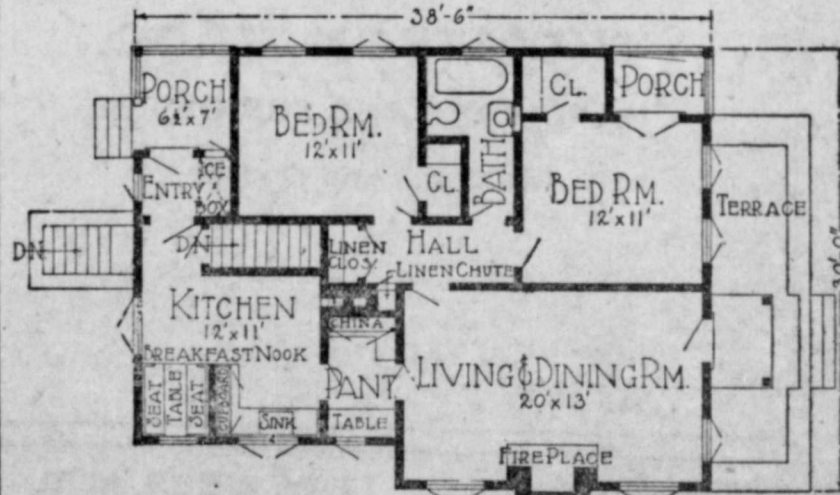 38'-6"
PORCH
6½'x7'
BED RM.
12'x11'
CL.
PORCH
ICE
BOX
ENTRY
CL.
BATH
BED RM.
12'x11'
TERRACE
DN
DN
LINEN
CLOS.
HALL
LINEN CHUTE
KITCHEN
12'x11'
BREAKFAST NOOK
CHINA
SEAT
TABLE
SEAT
CUPBOARD
SINK
PANT.
TABLE
LIVING & DINING RM.
20'x13'
FIREPLACE